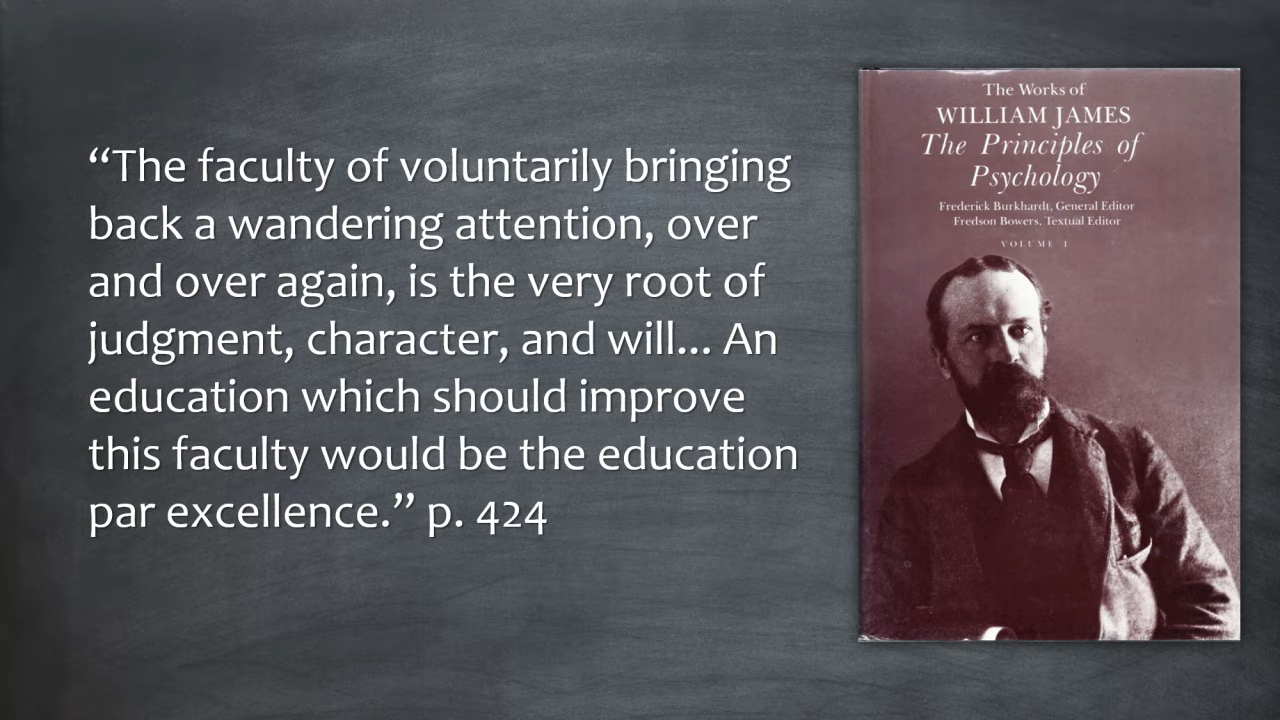 “The faculty of voluntarily bringing
back a wandering attention, over
and over again, is the very root of
judgment, character, and will... An
education which should improve
this faculty would be the education
par excellence.” p. 424
The Works of
WILLIAM JAMES
The Principles of
Psychology
Frederick Burkhardt, General Editor
Fredson Bowers, Textual Editor
VOLUME I